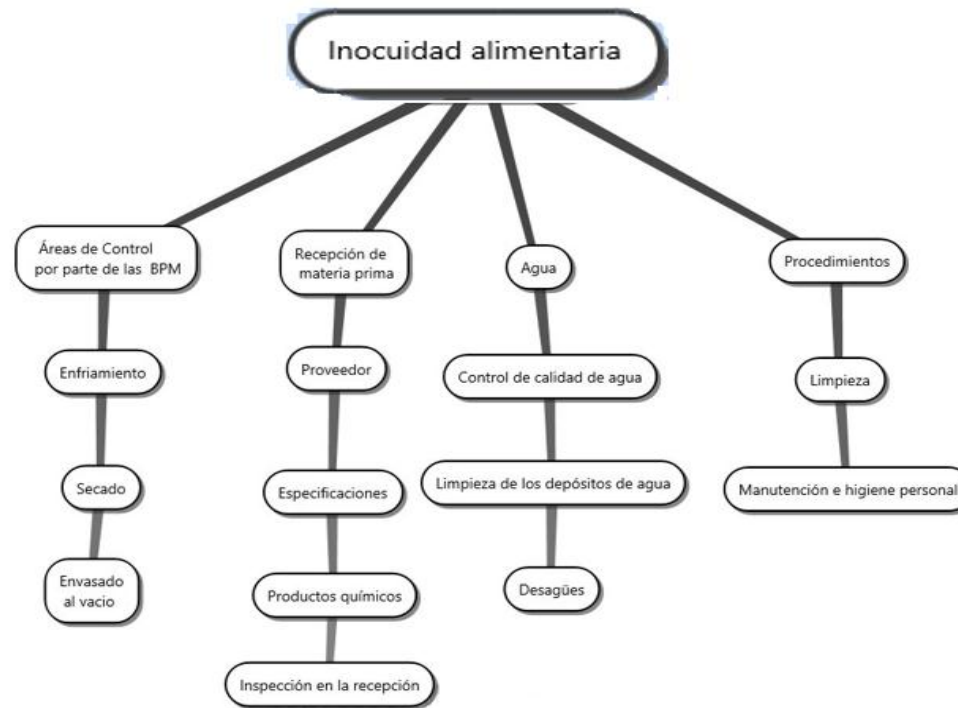 Inocuidad alimentaria
Áreas de Control
por parte de las BPM
Enfriamiento
Secado
Envasado
al vacio
Recepción de
materia prima
Proveedor
Especificaciones
Productos químicos
Inspección en la recepción
Agua
Control de calidad de agua
Limpieza de los depósitos de agua
Desagües
Procedimientos
Limpieza
Manutención e higiene personal